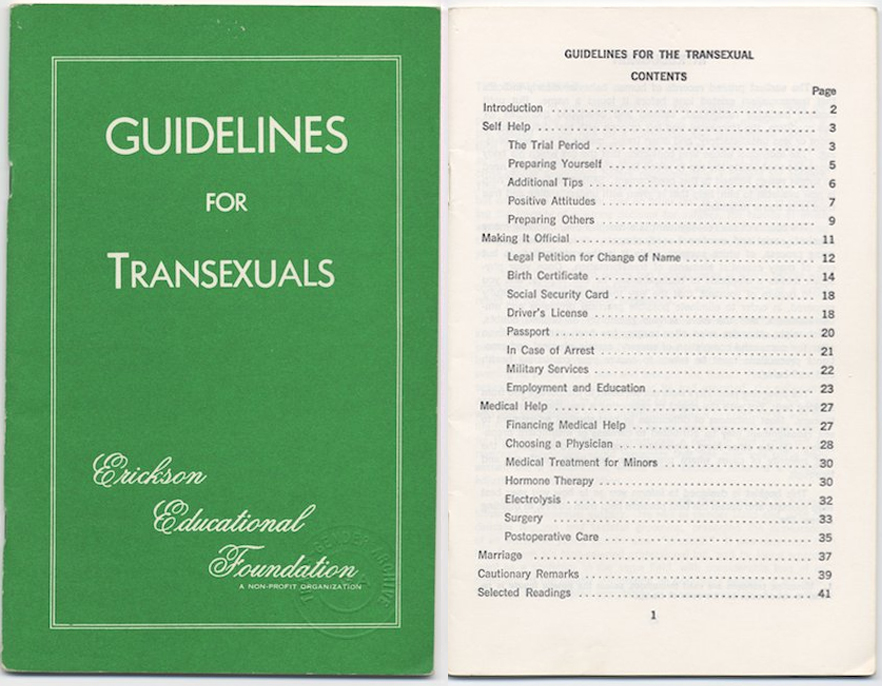 GUIDELINES
FOR
TRANSEXUALS
Erickson
Educational
Foundation
A NON-PROFIT ORGANIZATION
GUIDELINES FOR THE TRANSEXUAL
CONTENTS
Page
Introduction ........ 2
Self Help ........ 3
The Trial Period ........ 3
Preparing Yourself ........ 5
Additional Tips ........ 6
Positive Attitudes ........ 7
Preparing Others ........ 9
Making It Official ........ 11
Legal Petition for Change of Name ........ 12
Birth Certificate ........ 14
Social Security Card ........ 18
Driver's License ........ 18
Passport ........ 20
In Case of Arrest ........ 21
Military Services ........ 22
Employment and Education ........ 23
Medical Help ........ 27
Financing Medical Help ........ 27
Choosing a Physician ........ 28
Medical Treatment for Minors ........ 30
Hormone Therapy ........ 30
Electrolysis ........ 32
Surgery ........ 33
Postoperative Care ........ 35
Marriage ........ 37
Cautionary Remarks ........ 39
Selected Readings ........ 41
1